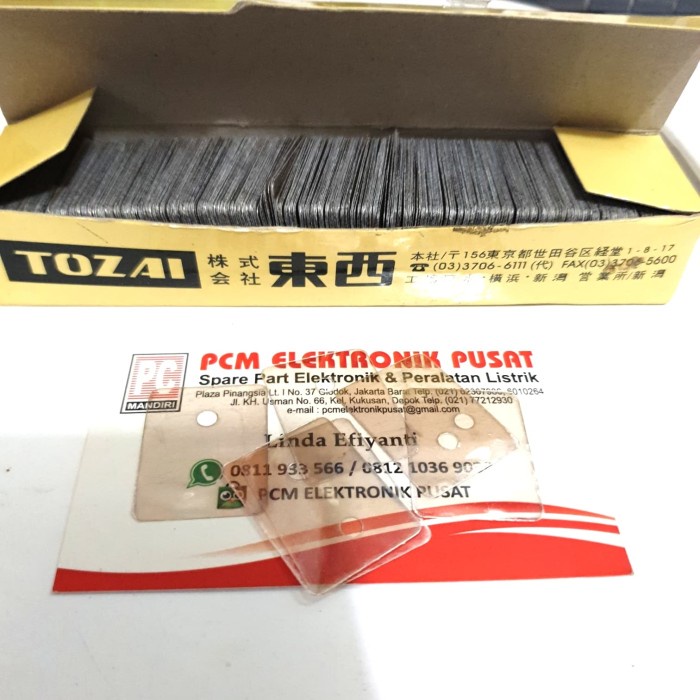 TOZAI
株式
会社
東西
本社/〒156東京都世田谷区経堂1-8-17
☎(03)3706-6111(代) FAX(03)3706-5600
横浜・新潟 営業所/新潟
PC
MANDIRI
PCM ELEKTRONIK PUSAT
Spare Part Elektronik & Peralatan Listrik
Plaza Pinangsia Lt. I No. 37 Glodok, Jakarta Barat Telp. (021)
Jl. KH. Usman No. 66, Kel. Kukusan, Depok Telp. (021) 77212930
e-mail : pcmelektronikpusat@gmail.com
Linda Efiyanti
0811 933 566 / 0812 1036
PCM ELEKTRONIK PUSAT